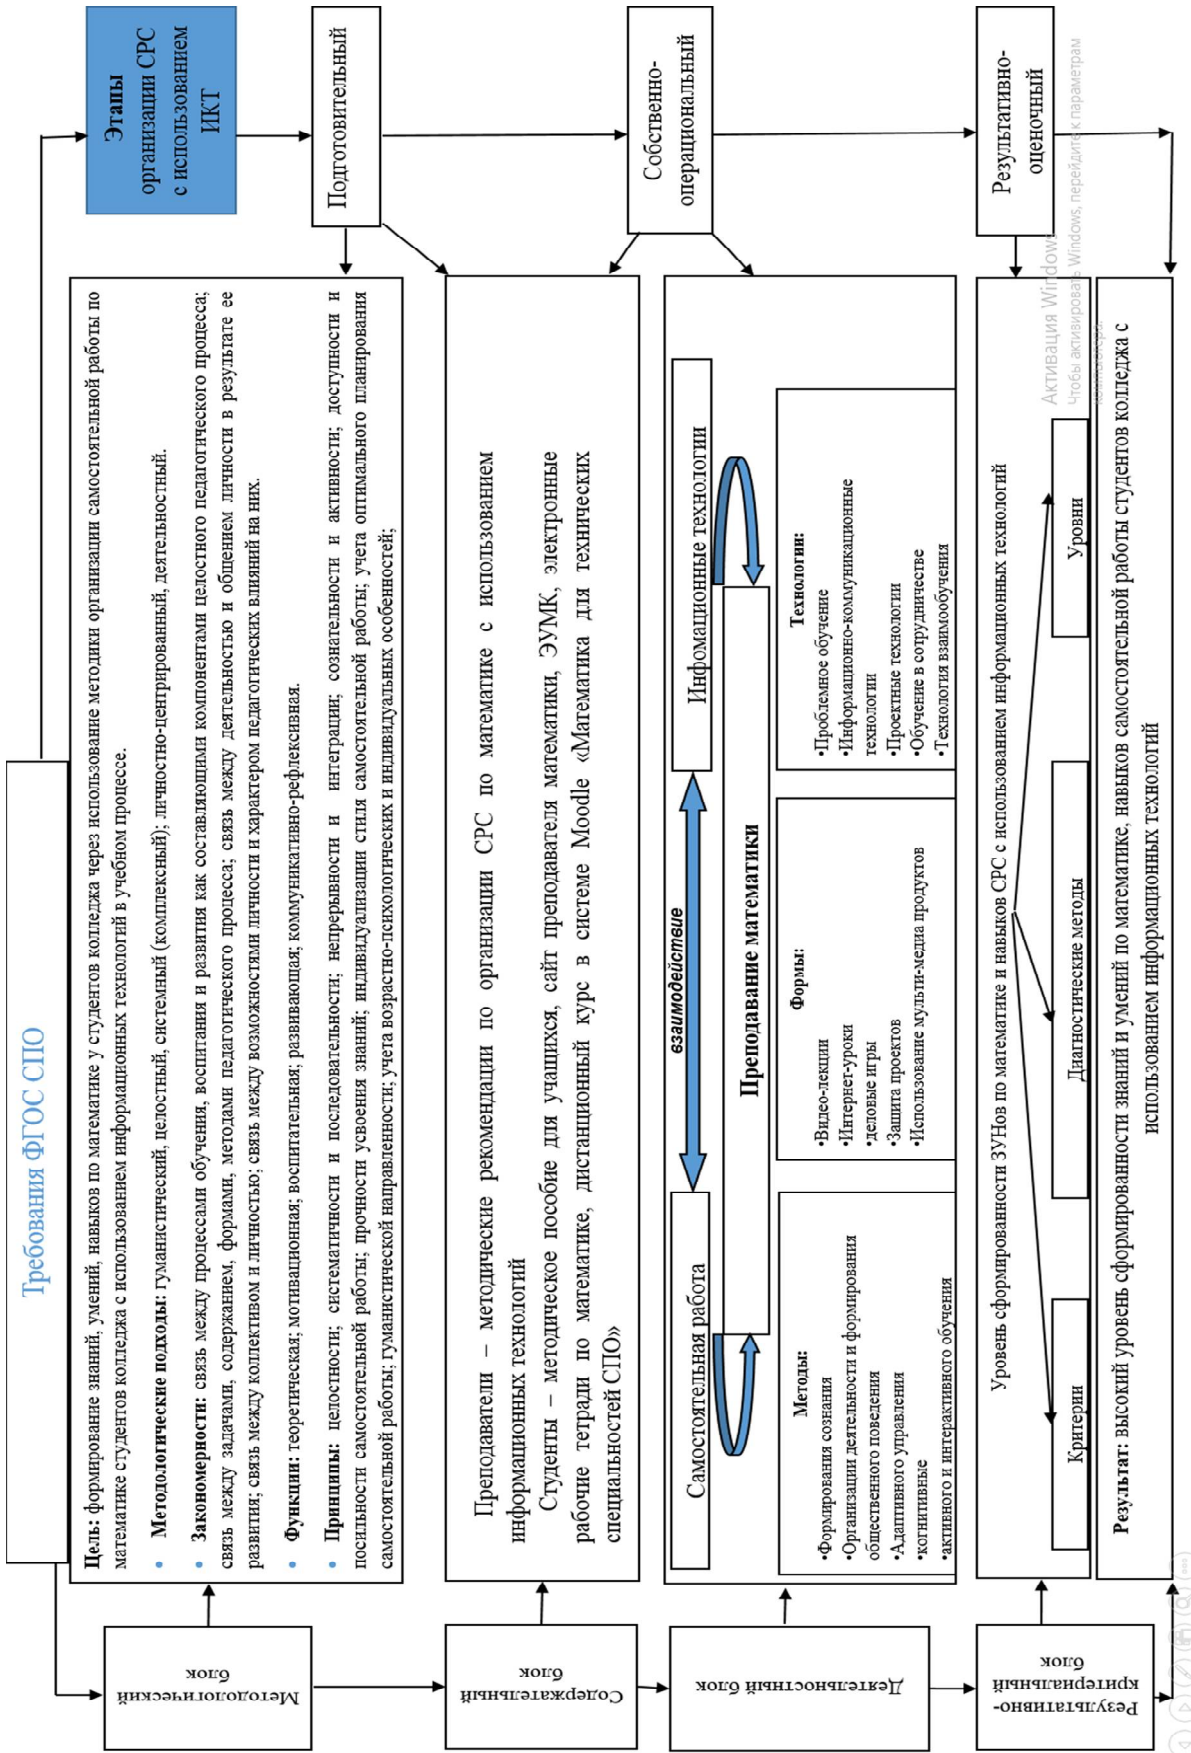 Требования ФГОС СПО
Этапы
организации СРС
с использованием
ИКТ
Методологический
блок
Цель: формирование знаний, умений, навыков по математике у студентов колледжа через использование методики организации самостоятельной работы по
математике студентов колледжа с использованием информационных технологий в учебном процессе.
• Методологические подходы: гуманистический, целостный, системный (комплексный); личностно-центрированный, деятельностный.
• Закономерности: связь между процессами обучения, воспитания и развития как составляющими компонентами целостного педагогического процесса;
связь между задачами, содержанием, формами, методами педагогического процесса; связь между деятельностью и общением личности в результате ее
развития; связь между коллективом и личностью; связь между возможностями личности и характером педагогических влияний на них.
• Функции: теоретическая; мотивационная; воспитательная; развивающая; коммуникативно-рефлексивная.
• Принципы: целостности; систематичности и последовательности; непрерывности и интеграции; сознательности и активности; доступности и
посильности самостоятельной работы; прочности усвоения знаний; индивидуализации стиля самостоятельной работы; учета оптимального планирования
самостоятельной работы; гуманистической направленности; учета возрастно-психологических и индивидуальных особенностей;
Подготовительный
Содержательный
блок
Преподаватели – методические рекомендации по организации СРС по математике с использованием
информационных технологий
Студенты – методическое пособие для учащихся, сайт преподавателя математики, ЭУМК, электронные
рабочие тетради по математике, дистанционный курс в системе Moodle «Математика для технических
специальностей СПО»
Собственно-
операциональный
Деятельностный блок
Самостоятельная работа
взаимодействие
Инфомационные технологии
Преподавание математики
Методы:
•Формирования сознания
•Организации деятельности и формирования
общественного поведения
•Адаптивного управления
•когнитивные
•активного и интерактивного обучения
Формы:
•Видео-лекции
•Интернет-уроки
•деловые игры
•Защита проектов
•Использование мульти-медиа продуктов
Технологии:
•Проблемное обучение
•Информационно-коммуникационные
технологии
•Проектные технологии
•Обучение в сотрудничестве
•Технология взаимообучения
Результативно-
критериальный
блок
Уровень сформированности ЗУНов по математике и навыков СРС с использованием информационных технологий
Критерии
Диагностические методы
Уровни
Результативно-
оценочный
Результат: высокий уровень сформированности знаний и умений по математике, навыков самостоятельной работы студентов колледжа с
использованием информационных технологий
Активация Windows
Чтобы активировать Windows, перейдите к параметрам
компьютера.